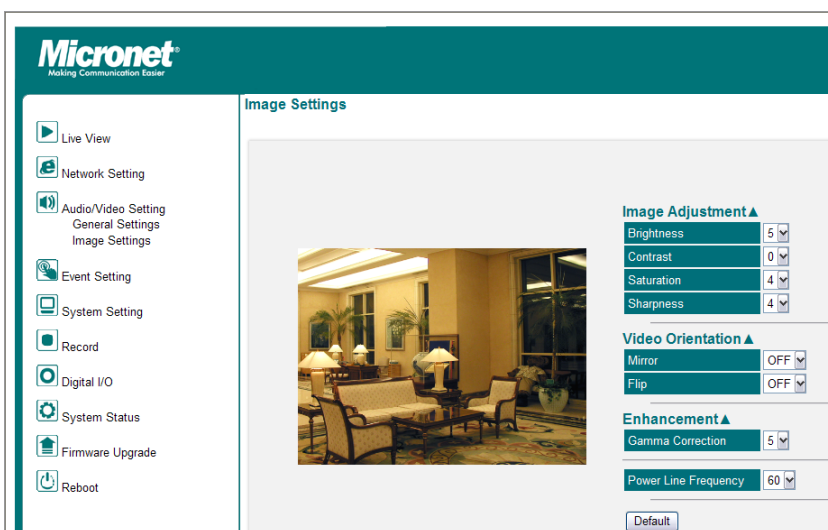 Micronet®
Making Communication Easier
Image Settings
Live View
Network Setting
Audio/Video Setting
General Settings
Image Settings
Event Setting
System Setting
Record
Digital I/O
System Status
Firmware Upgrade
Reboot
Image Adjustment▲
Brightness 5
Contrast 0
Saturation 4
Sharpness 4
Video Orientation▲
Mirror OFF
Flip OFF
Enhancement▲
Gamma Correction 5
Power Line Frequency 60
Default